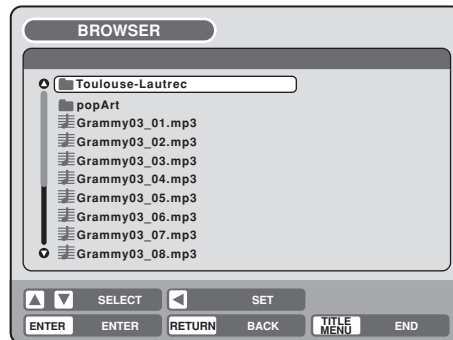 BROWSER
Toulouse-Lautrec
popArt
Grammy03_01.mp3
Grammy03_02.mp3
Grammy03_03.mp3
Grammy03_04.mp3
Grammy03_05.mp3
Grammy03_06.mp3
Grammy03_07.mp3
Grammy03_08.mp3
SELECT SET
ENTER ENTER RETURN BACK TITLE MENU END